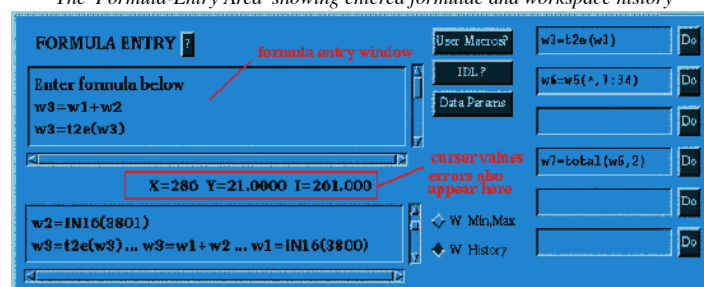 The 'Formula-Entry Area' showing entered formulae and workspace history
FORMULA ENTRY ?
formula entry window
User Macros?
w3=t2e(w3)
Do
Enter formula below
w3=w1+w2
w3=t2e(w3)
IDL ?
w6=w5(*,7:34)
Do
Data Params
Do
X=286 Y=21.0000 I=261.000
cursor values
errors also
appear here
w7=total(w6,2)
Do
w2=IN16(3801)
w3=t2e(w3)... w3=w1+w2 ... w1=IN16(3800)
W Min,Max
W History
Do
Do